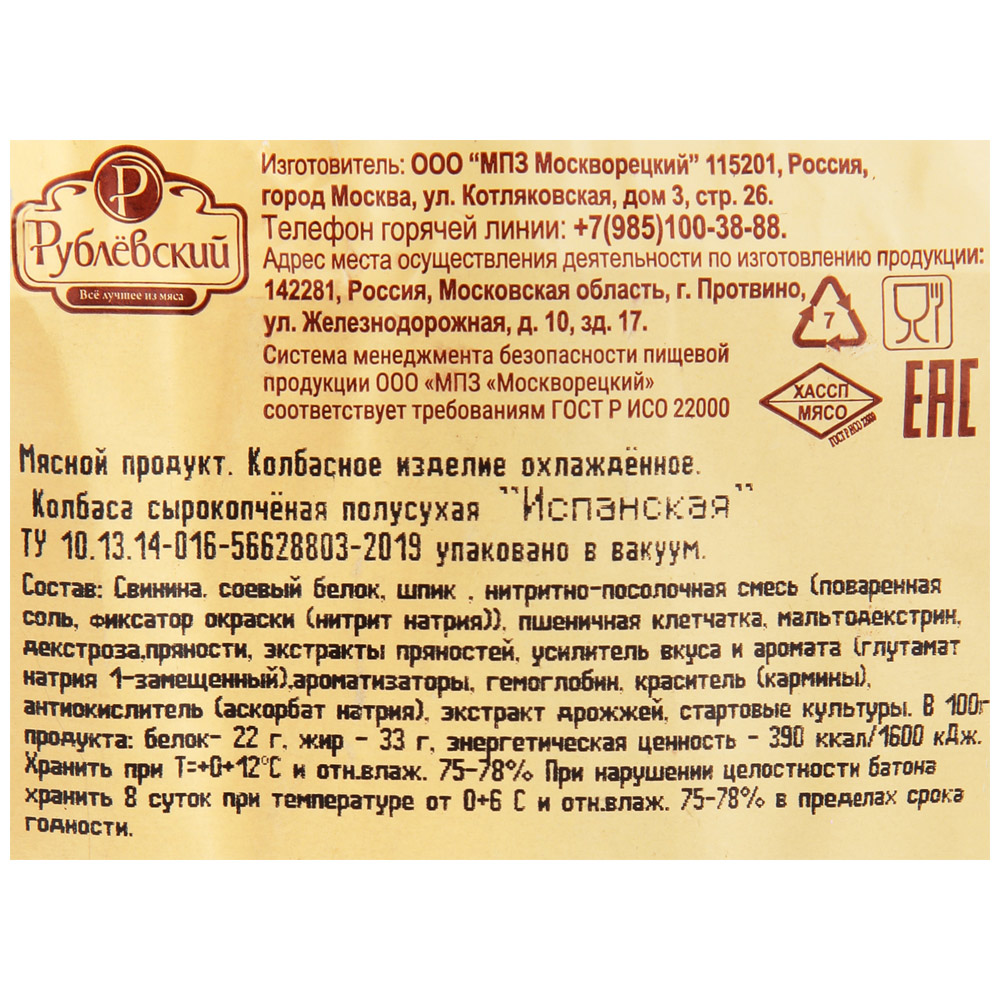 Р
Рублёвский
Всё лучшее из мяса
Изготовитель: ООО "МПЗ Москворецкий" 115201, Россия,
город Москва, ул. Котляковская, дом 3, стр. 26.
Телефон горячей линии: +7(985)100-38-88.
Адрес места осуществления деятельности по изготовлению продукции:
142281, Россия, Московская область, г. Протвино,
ул. Железнодорожная, д. 10, зд. 17.
Система менеджмента безопасности пищевой
продукции ООО «МПЗ «Москворецкий»
соответствует требованиям ГОСТ Р ИСО 22000
7
ХАССП
МЯСО
ГОСТ Р ИСО 22000
ЕАС
Мясной продукт. Колбасное изделие охлаждённое.
Колбаса сырокопчёная полусухая "Испанская"
ТУ 10.13.14-016-56628803-2019 упаковано в вакуум.
Состав: Свинина, соевый белок, шпик , нитритно-посолочная смесь (поваренная
соль, фиксатор окраски (нитрит натрия)), пшеничная клетчатка, мальтодекстрин,
декстроза,пряности, экстракты пряностей, усилитель вкуса и аромата (глутамат
натрия 1-замещенный),ароматизаторы, гемоглобин, краситель (кармины),
антиокислитель (аскорбат натрия), экстракт дрожжей, стартовые культуры. В 100г
продукта: белок- 22 г, жир - 33 г, энергетическая ценность - 390 ккал/1600 кДж.
Хранить при Т=+0+12°С и отн.влаж. 75-78% При нарушении целостности батона
хранить 8 суток при температуре от 0+6 С и отн.влаж. 75-78% в пределах срока
годности.